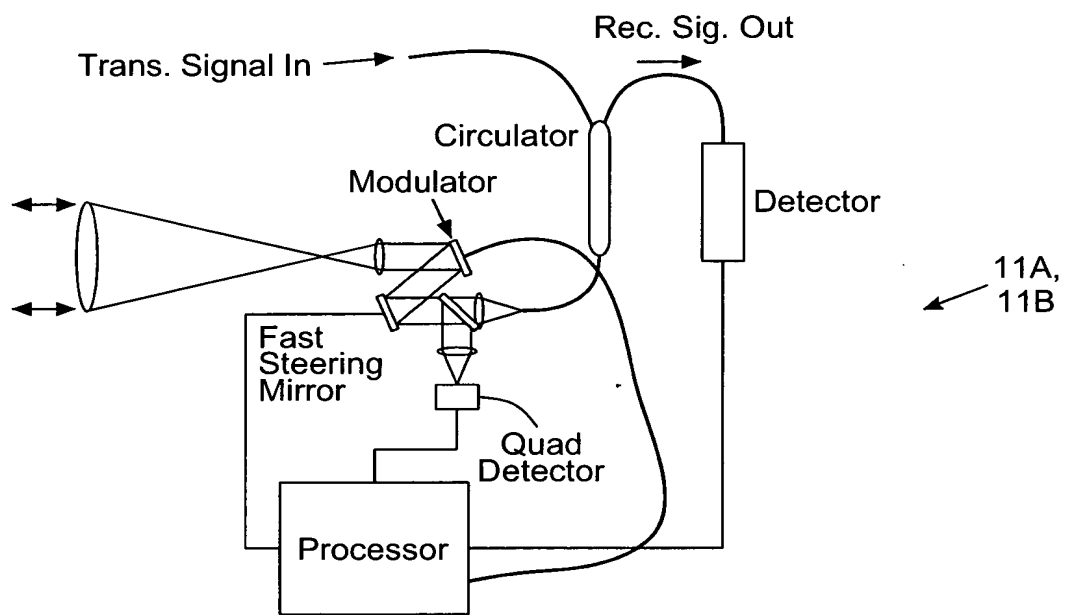 Rec. Sig. Out
Trans. Signal In
Circulator
Modulator
Detector
11A,
11B
Fast
Steering
Mirror
Quad
Detector
Processor